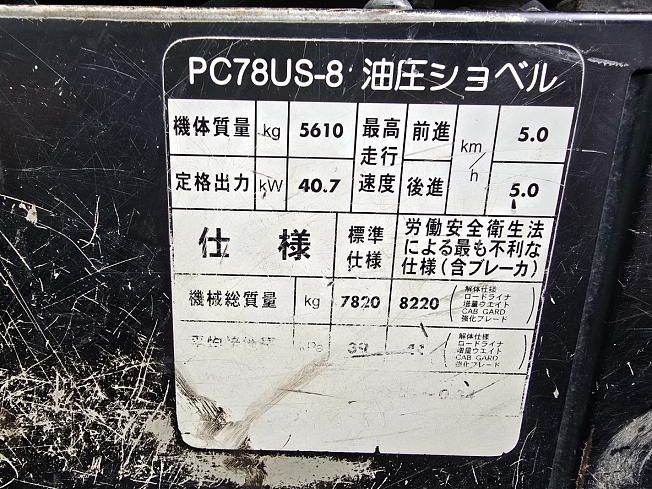 PC78US-8 油圧ショベル
機体質量 kg 5610 最高走行速度 前進 km/h 5.0
定格出力 kW 40.7 後進 5.0
仕様 標準仕様 労働安全衛生法による最も不利な仕様(含ブレーカ)
機械総質量 kg 7820 8220 (解体仕様 ロードライナ 増量ウエイト CAB GARD 強化ブレード)
39 (解体仕様 ロードライナ 増量ウエイト CAB GARD 強化ブレード)